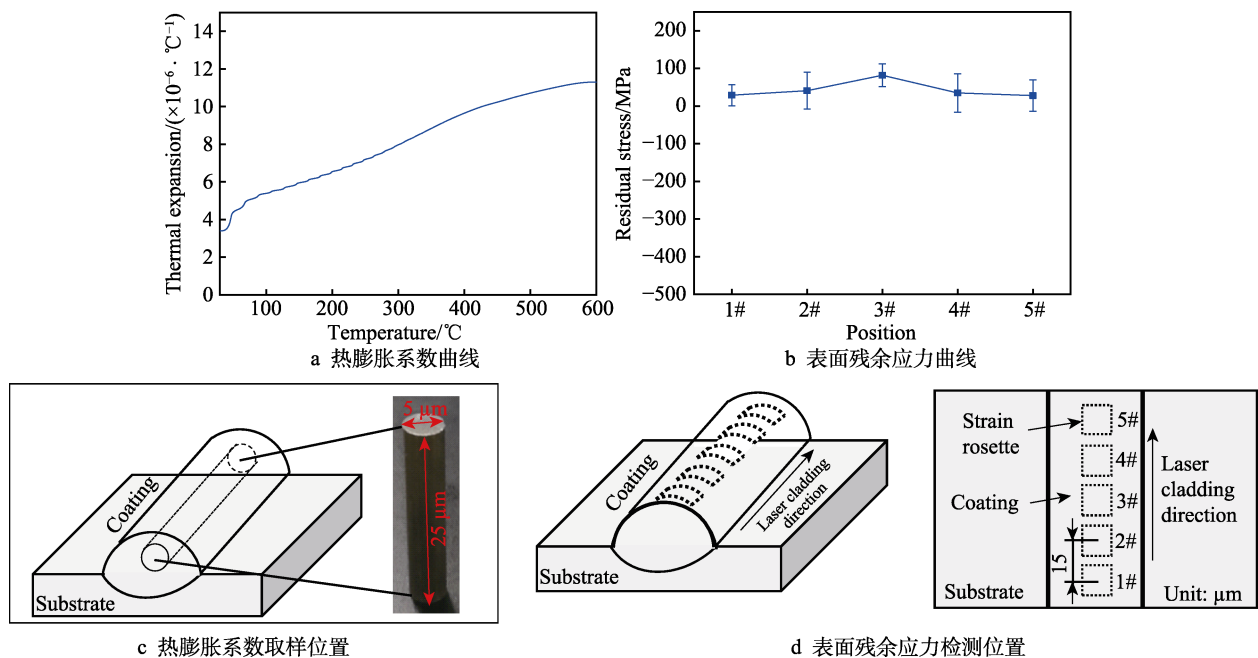 14
12
10
8
6
4
2
0
Thermal expansion/(×10⁻⁶ · ℃⁻¹)
100
200
300
400
500
600
Temperature/℃
a 热膨胀系数曲线
200
100
0
−100
−200
−300
−400
−500
Residual stress/MPa
1#
2#
3#
4#
5#
Position
b 表面残余应力曲线
Coating
Substrate
5 μm
25 μm
c 热膨胀系数取样位置
Coating
Laser cladding
direction
Strain
rosette
Coating
Substrate
5#
4#
3#
2#
1#
15
Laser
cladding
direction
Unit: μm
d 表面残余应力检测位置